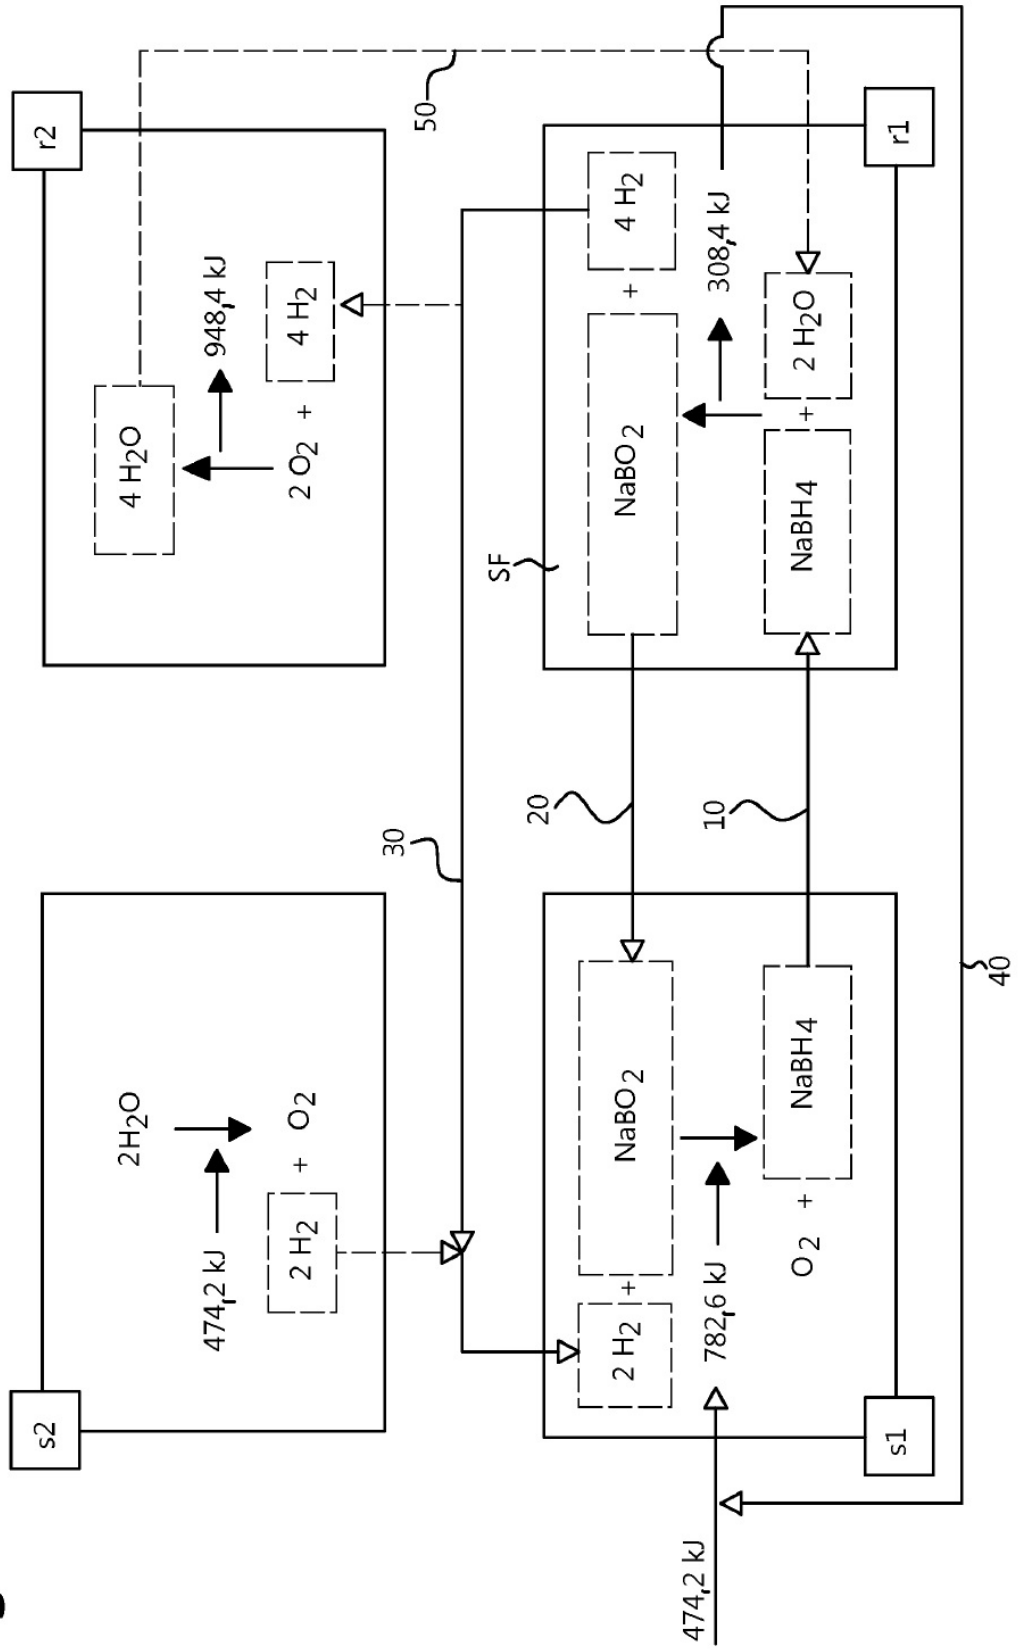 s2
2H2O
474,2 kJ
2 H2 + O2
r2
4 H2O
948,4 kJ
2 O2 + 4 H2
30
50
SF
2 H2 + NaBO2
20
NaBO2 + 4 H2
474,2 kJ
782,6 kJ
308,4 kJ
10
O2 + NaBH4
NaBH4 + 2 H2O
s1
r1
40